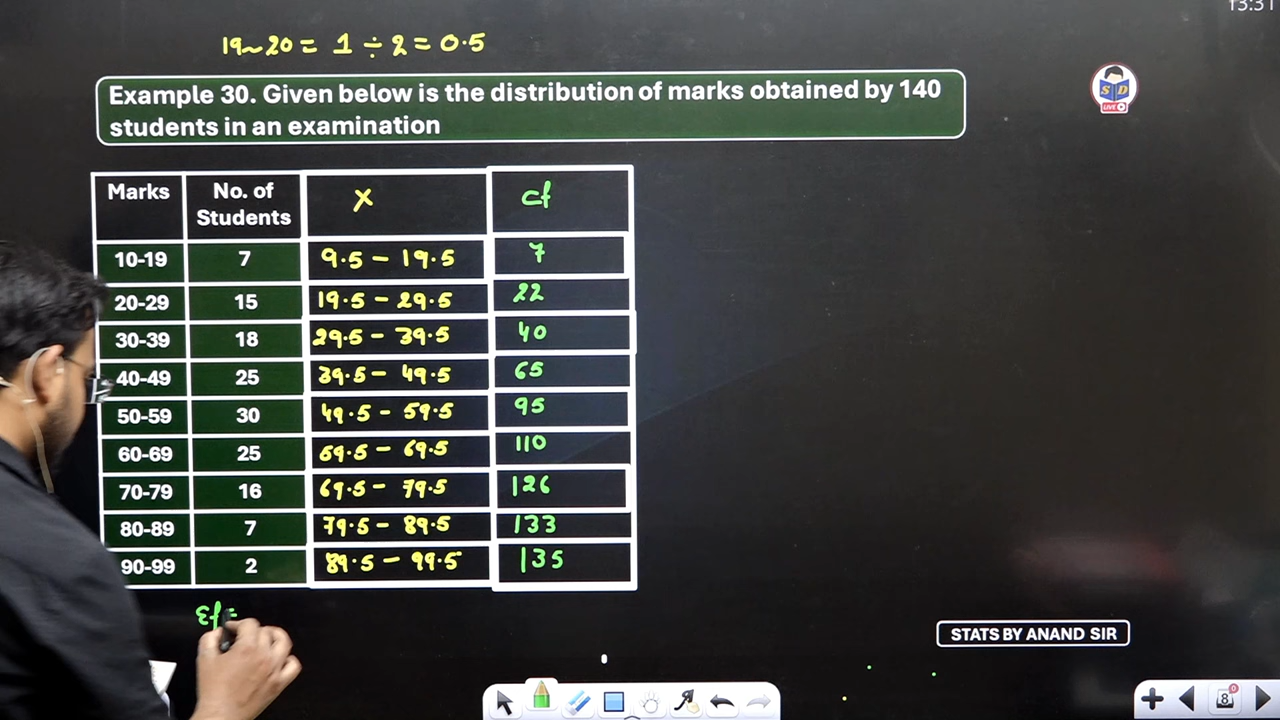 13:31
19~20 = 1 ÷ 2 = 0.5
Example 30. Given below is the distribution of marks obtained by 140
students in an examination
S D
LIVE
Marks No. of Students X cf
10-19 7 9.5 – 19.5 7
20-29 15 19.5 – 29.5 22
30-39 18 29.5 – 39.5 40
40-49 25 39.5 – 49.5 65
50-59 30 49.5 – 59.5 95
60-69 25 59.5 – 69.5 110
70-79 16 69.5 – 79.5 126
80-89 7 79.5 – 89.5 133
90-99 2 89.5 – 99.5 135
Σf =
STATS BY ANAND SIR
8